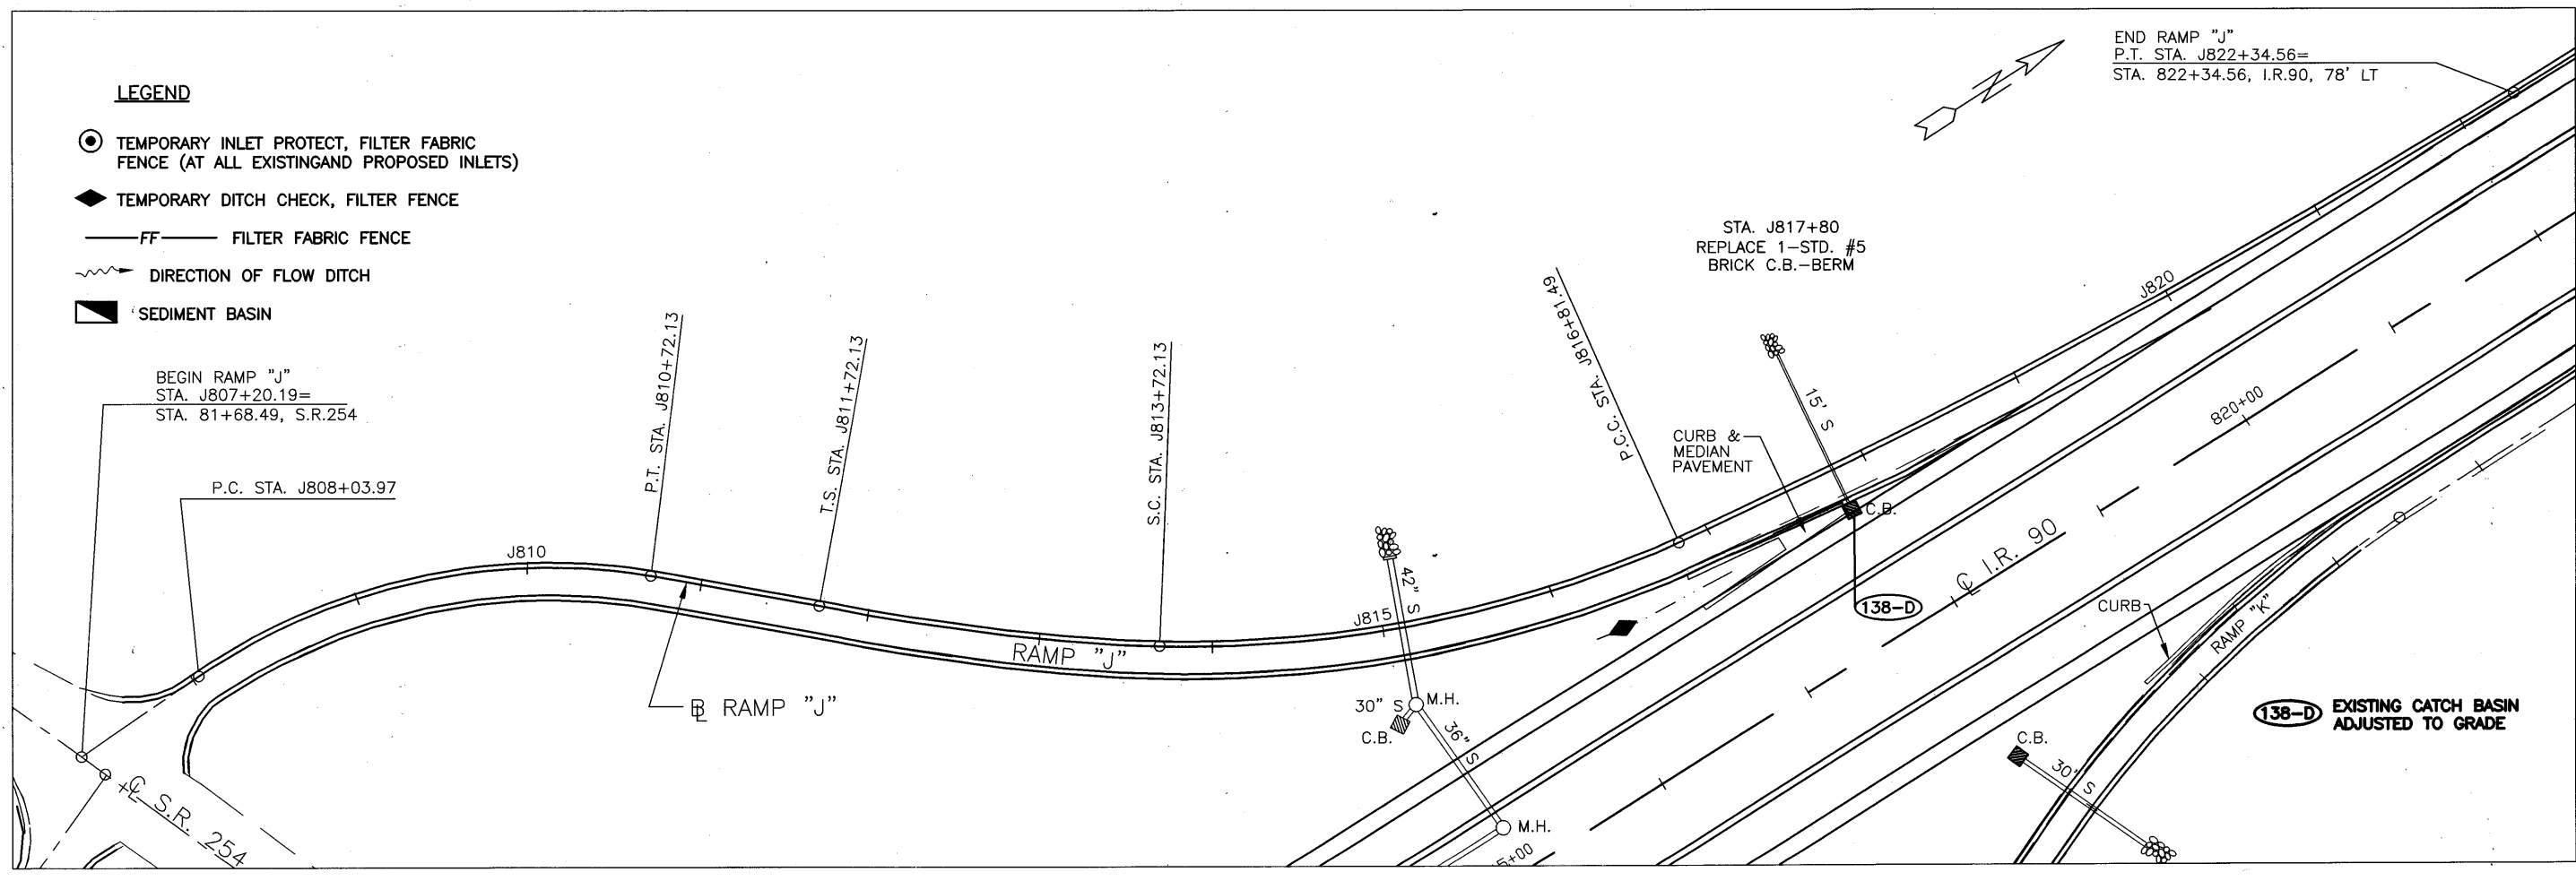 LEGEND
TEMPORARY INLET PROTECT, FILTER FABRIC
FENCE (AT ALL EXISTINGAND PROPOSED INLETS)
TEMPORARY DITCH CHECK, FILTER FENCE
FF
FILTER FABRIC FENCE
DIRECTION OF FLOW DITCH
SEDIMENT BASIN
BEGIN RAMP "J"
STA. J807+20.19=
STA. 81+68.49, S.R.254
P.C. STA. J808+03.97
J810
P.T. STA. J810+72.13
T.S. STA. J811+72.13
S.C. STA. J813+72.13
RAMP "J"
℄ S.R. 254
B̲L RAMP "J"
J815
42" S
30" S
M.H.
C.B.
36" S
M.H.
5+00
P.C.C. STA. J816+81.49
STA. J817+80
REPLACE 1-STD. #5
BRICK C.B.-BERM
15' S
CURB &
MEDIAN
PAVEMENT
C.B.
138-D
N
END RAMP "J"
P.T. STA. J822+34.56=
STA. 822+34.56, I.R.90, 78' LT
J820
820+00
℄ I.R. 90
CURB
RAMP "K"
C.B.
30' S
138-D
EXISTING CATCH BASIN
ADJUSTED TO GRADE